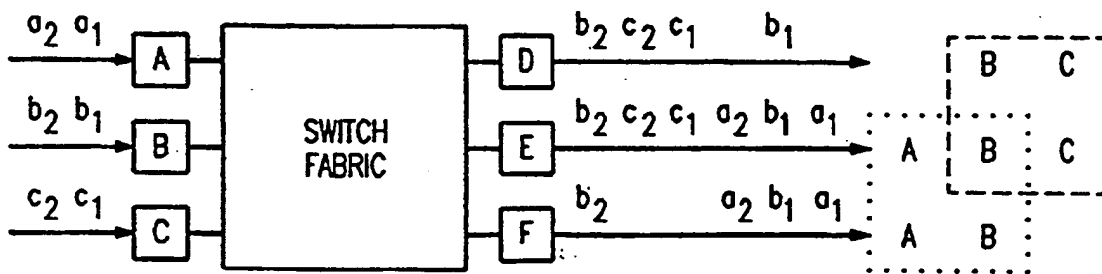 a₂ a₁ A D b₂ c₂ c₁ b₁ B C
b₂ b₁ B SWITCH FABRIC E b₂ c₂ c₁ a₂ b₁ a₁ A B C
c₂ c₁ C F b₂ a₂ b₁ a₁ A B